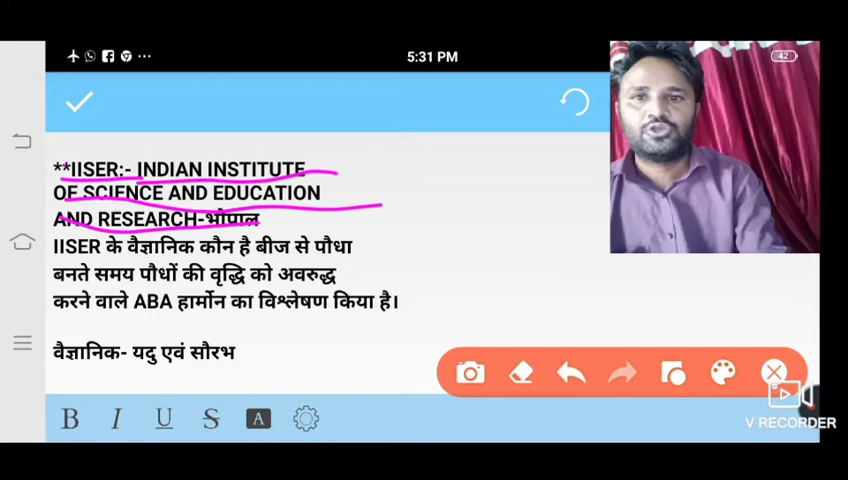 5:31 PM
42
**IISER:- INDIAN INSTITUTE
OF SCIENCE AND EDUCATION
AND RESEARCH-भोपाल
IISER के वैज्ञानिक कौन है बीज से पौधा
बनते समय पौधों की वृद्धि को अवरुद्ध
करने वाले ABA हार्मोन का विश्लेषण किया है।
वैज्ञानिक- यदु एवं सौरभ
B I U S A
V RECORDER